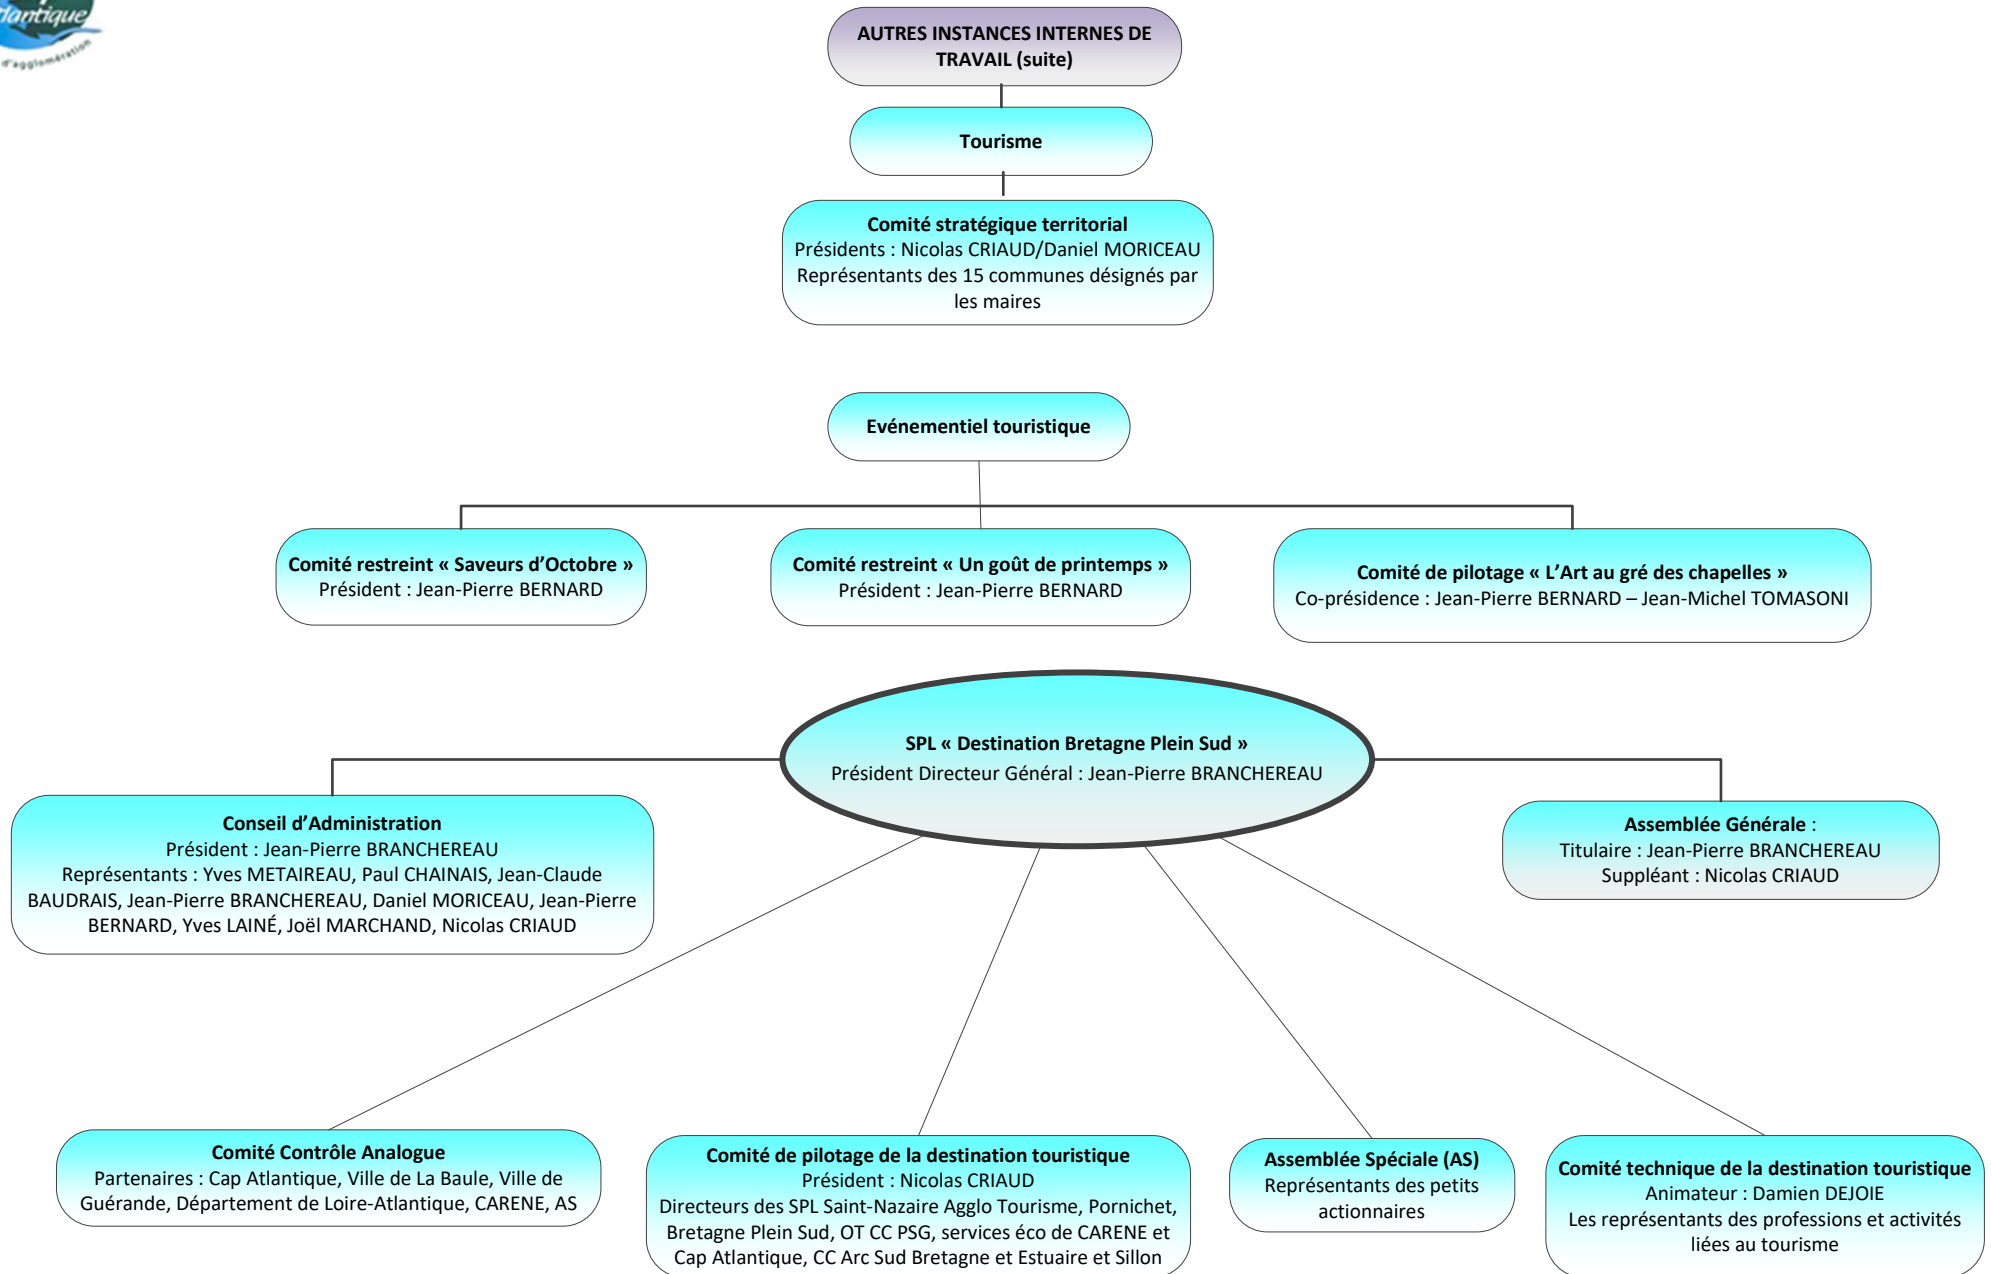 Atlantique
d'agglomération
AUTRES INSTANCES INTERNES DE
TRAVAIL (suite)
Tourisme
Comité stratégique territorial
Présidents : Nicolas CRIAUD/Daniel MORICEAU
Représentants des 15 communes désignés par
les maires
Evénementiel touristique
Comité restreint « Saveurs d’Octobre »
Président : Jean-Pierre BERNARD
Comité restreint « Un goût de printemps »
Président : Jean-Pierre BERNARD
Comité de pilotage « L’Art au gré des chapelles »
Co-présidence : Jean-Pierre BERNARD – Jean-Michel TOMASONI
SPL « Destination Bretagne Plein Sud »
Président Directeur Général : Jean-Pierre BRANCHEREAU
Conseil d’Administration
Président : Jean-Pierre BRANCHEREAU
Représentants : Yves METAIREAU, Paul CHAINAIS, Jean-Claude
BAUDRAIS, Jean-Pierre BRANCHEREAU, Daniel MORICEAU, Jean-Pierre
BERNARD, Yves LAINÉ, Joël MARCHAND, Nicolas CRIAUD
Assemblée Générale :
Titulaire : Jean-Pierre BRANCHEREAU
Suppléant : Nicolas CRIAUD
Comité Contrôle Analogue
Partenaires : Cap Atlantique, Ville de La Baule, Ville de
Guérande, Département de Loire-Atlantique, CARENE, AS
Comité de pilotage de la destination touristique
Président : Nicolas CRIAUD
Directeurs des SPL Saint-Nazaire Agglo Tourisme, Pornichet,
Bretagne Plein Sud, OT CC PSG, services éco de CARENE et
Cap Atlantique, CC Arc Sud Bretagne et Estuaire et Sillon
Assemblée Spéciale (AS)
Représentants des petits
actionnaires
Comité technique de la destination touristique
Animateur : Damien DEJOIE
Les représentants des professions et activités
liées au tourisme